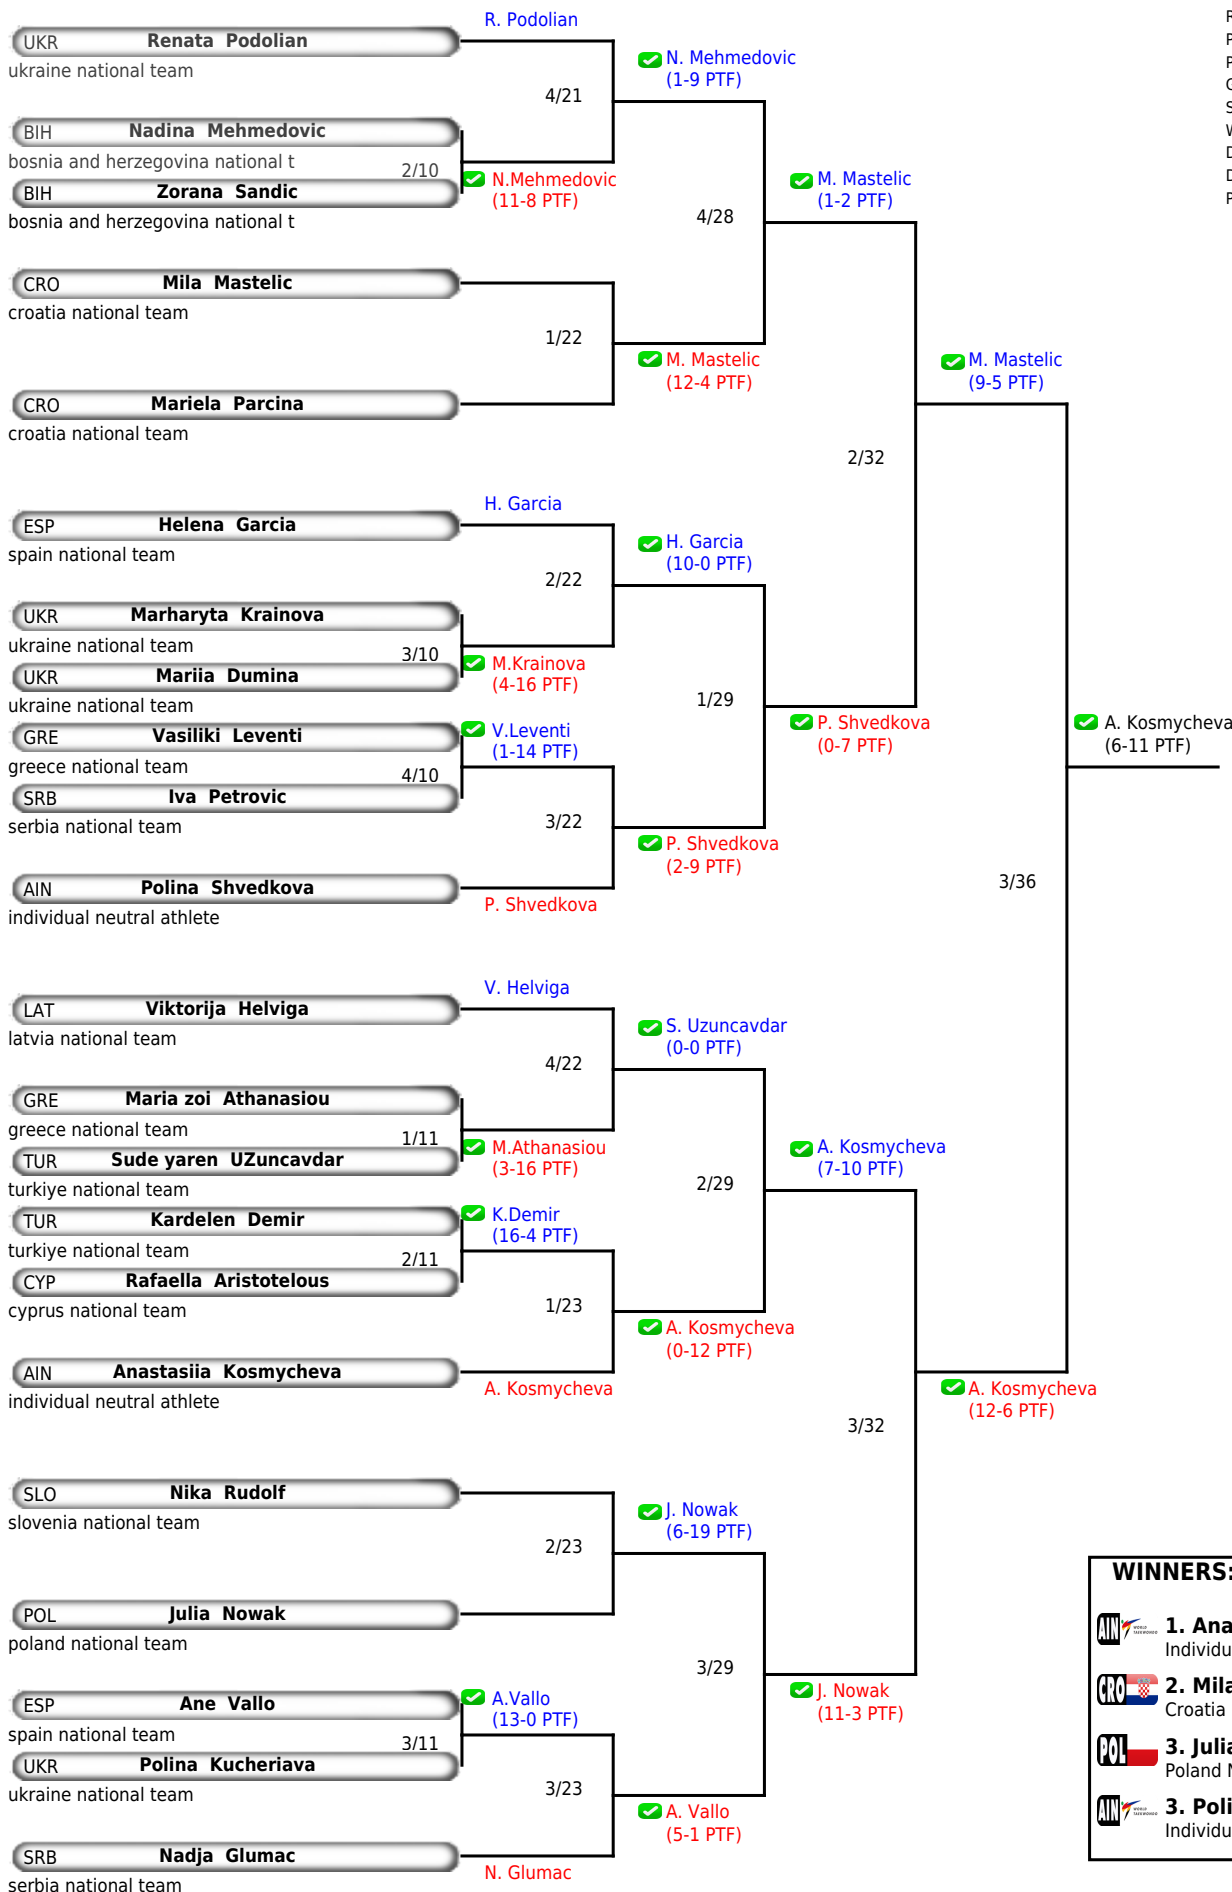 R. Podolian
UKR Renata Podolian
ukraine national team
4/21
BIH Nadina Mehmedovic
bosnia and herzegovina national t
2/10
BIH Zorana Sandic
bosnia and herzegovina national t
N.Mehmedovic
(11-8 PTF)
N. Mehmedovic
(1-9 PTF)
CRO Mila Mastelic
croatia national team
1/22
CRO Mariela Parcina
croatia national team
M. Mastelic
(12-4 PTF)
4/28
M. Mastelic
(1-2 PTF)
H. Garcia
ESP Helena Garcia
spain national team
2/22
UKR Marharyta Krainova
ukraine national team
3/10
UKR Mariia Dumina
ukraine national team
M.Krainova
(4-16 PTF)
H. Garcia
(10-0 PTF)
GRE Vasiliki Leventi
greece national team
4/10
SRB Iva Petrovic
serbia national team
V.Leventi
(1-14 PTF)
3/22
AIN Polina Shvedkova
individual neutral athlete
P. Shvedkova
P. Shvedkova
(2-9 PTF)
1/29
P. Shvedkova
(0-7 PTF)
2/32
M. Mastelic
(9-5 PTF)
V. Helviga
LAT Viktorija Helviga
latvia national team
4/22
GRE Maria zoi Athanasiou
greece national team
1/11
TUR Sude yaren UZuncavdar
turkiye national team
M.Athanasiou
(3-16 PTF)
S. Uzuncavdar
(0-0 PTF)
TUR Kardelen Demir
turkiye national team
2/11
CYP Rafaella Aristotelous
cyprus national team
K.Demir
(16-4 PTF)
1/23
AIN Anastasiia Kosmycheva
individual neutral athlete
A. Kosmycheva
A. Kosmycheva
(0-12 PTF)
2/29
A. Kosmycheva
(7-10 PTF)
SLO Nika Rudolf
slovenia national team
2/23
POL Julia Nowak
poland national team
J. Nowak
(6-19 PTF)
ESP Ane Vallo
spain national team
3/11
UKR Polina Kucheriava
ukraine national team
A.Vallo
(13-0 PTF)
3/23
SRB Nadja Glumac
serbia national team
N. Glumac
A. Vallo
(5-1 PTF)
3/29
J. Nowak
(11-3 PTF)
3/32
A. Kosmycheva
(12-6 PTF)
3/36
A. Kosmycheva
(6-11 PTF)
WINNERS:
AIN 1. Ana
Individu
CRO 2. Mila
Croatia
POL 3. Julia
Poland N
AIN 3. Poli
Individu
R
P
P
S
W
D
D
P